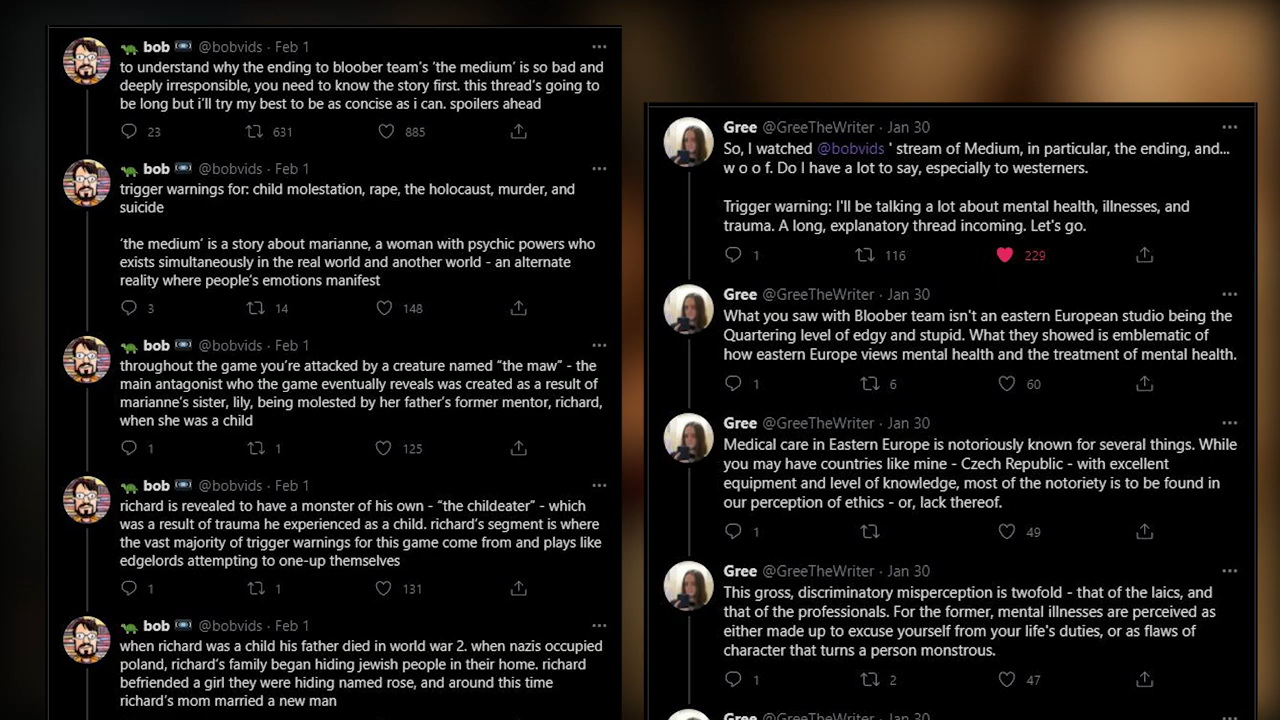 bob @bobvids · Feb 1
to understand why the ending to bloober team's 'the medium' is so bad and
deeply irresponsible, you need to know the story first. this thread's going to
be long but i'll try my best to be as concise as i can. spoilers ahead
23 631 885
bob @bobvids · Feb 1
trigger warnings for: child molestation, rape, the holocaust, murder, and
suicide
'the medium' is a story about marianne, a woman with psychic powers who
exists simultaneously in the real world and another world - an alternate
reality where people's emotions manifest
3 14 148
bob @bobvids · Feb 1
throughout the game you're attacked by a creature named "the maw" - the
main antagonist who the game eventually reveals was created as a result of
marianne's sister, lily, being molested by her father's former mentor, richard,
when she was a child
1 1 125
bob @bobvids · Feb 1
richard is revealed to have a monster of his own - "the childeater" - which
was a result of trauma he experienced as a child. richard's segment is where
the vast majority of trigger warnings for this game come from and plays like
edgelords attempting to one-up themselves
1 1 131
bob @bobvids · Feb 1
when richard was a child his father died in world war 2. when nazis occupied
poland, richard's family began hiding jewish people in their home. richard
befriended a girl they were hiding named rose, and around this time
richard's mom married a new man
Gree @GreeTheWriter · Jan 30
So, I watched @bobvids ' stream of Medium, in particular, the ending, and...
w o o f. Do I have a lot to say, especially to westerners.
Trigger warning: I'll be talking a lot about mental health, illnesses, and
trauma. A long, explanatory thread incoming. Let's go.
1 116 229
Gree @GreeTheWriter · Jan 30
What you saw with Bloober team isn't an eastern European studio being the
Quartering level of edgy and stupid. What they showed is emblematic of
how eastern Europe views mental health and the treatment of mental health.
1 6 60
Gree @GreeTheWriter · Jan 30
Medical care in Eastern Europe is notoriously known for several things. While
you may have countries like mine - Czech Republic - with excellent
equipment and level of knowledge, most of the notoriety is to be found in
our perception of ethics - or, lack thereof.
1 49
Gree @GreeTheWriter · Jan 30
This gross, discriminatory misperception is twofold - that of the laics, and
that of the professionals. For the former, mental illnesses are perceived as
either made up to excuse yourself from your life's duties, or as flaws of
character that turns a person monstrous.
1 2 47
Gree @GreeTheWriter · Jan 30